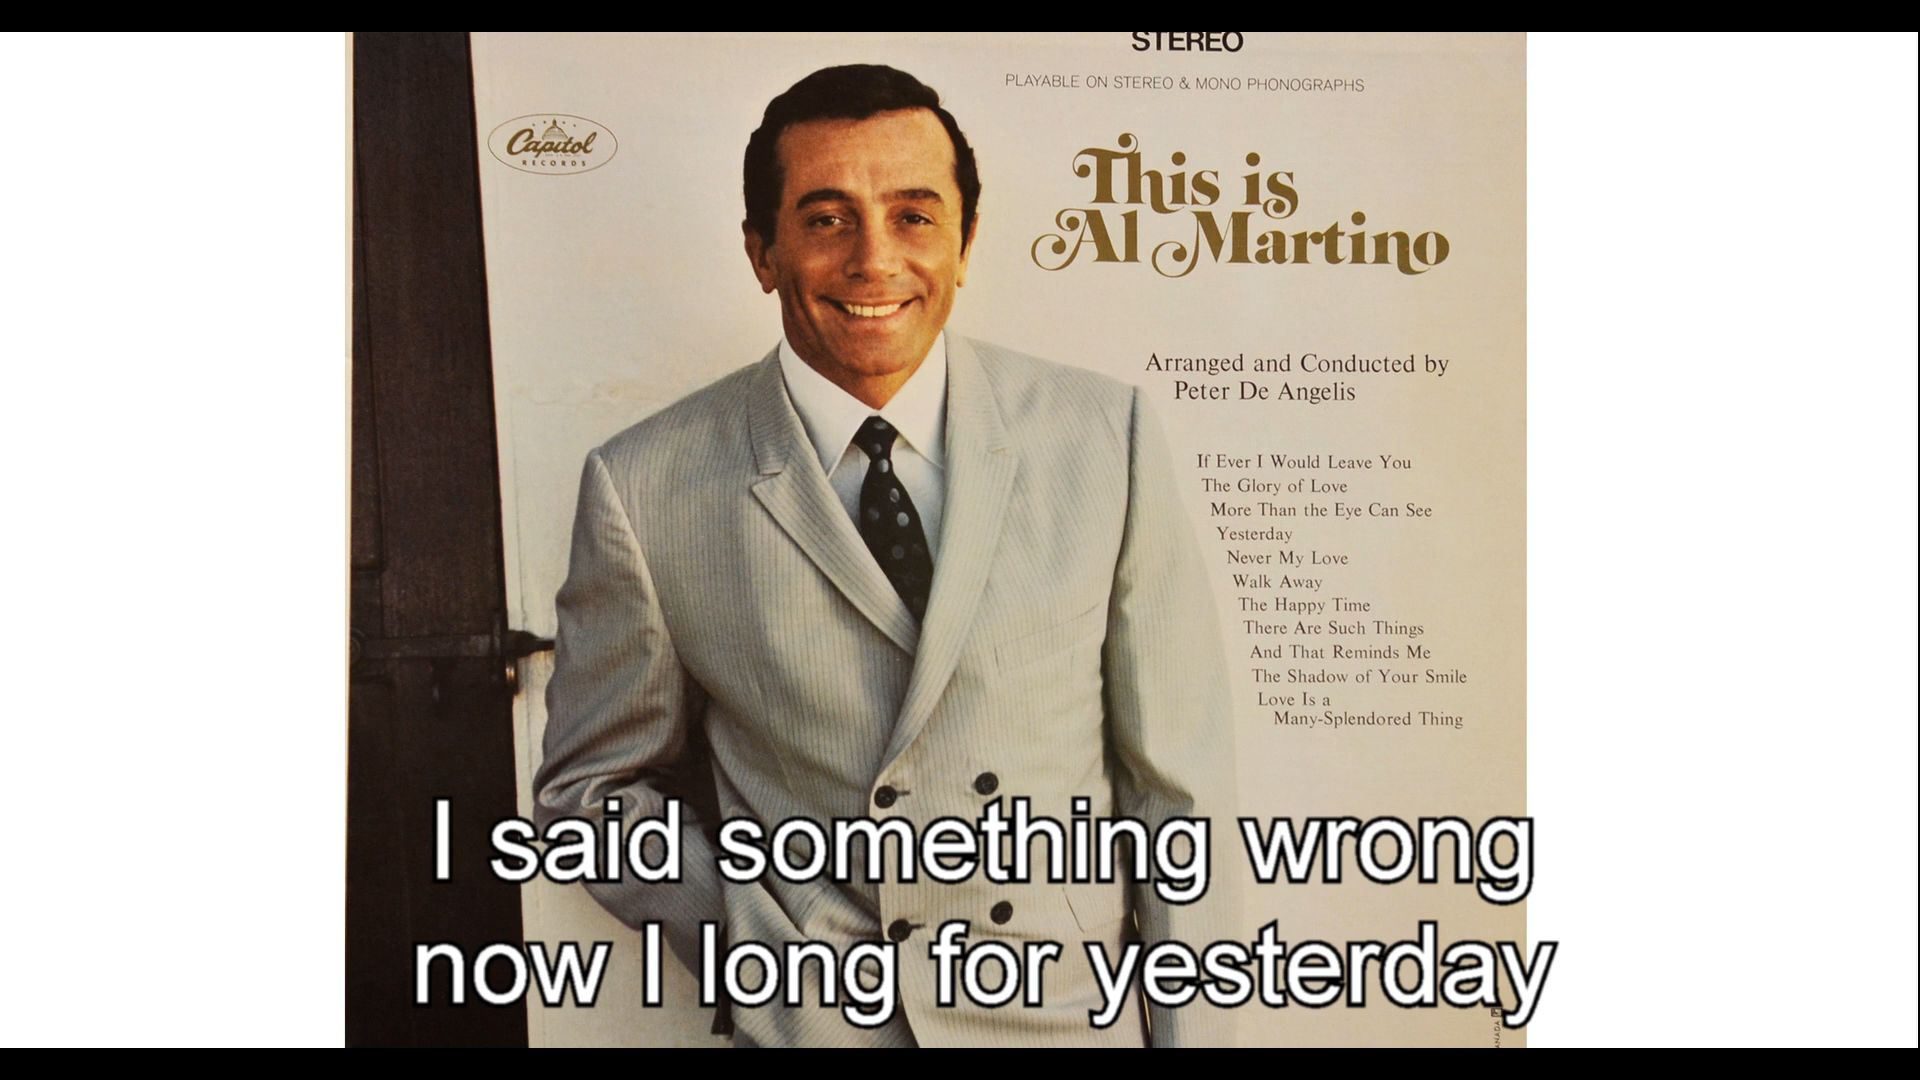 STEREO
PLAYABLE ON STEREO & MONO PHONOGRAPHS
Capitol
RECORDS
This is
Al Martino
Arranged and Conducted by
Peter De Angelis
If Ever I Would Leave You
The Glory of Love
More Than the Eye Can See
Yesterday
Never My Love
Walk Away
The Happy Time
There Are Such Things
And That Reminds Me
The Shadow of Your Smile
Love Is a
Many-Splendored Thing
I said something wrong
now I long for yesterday